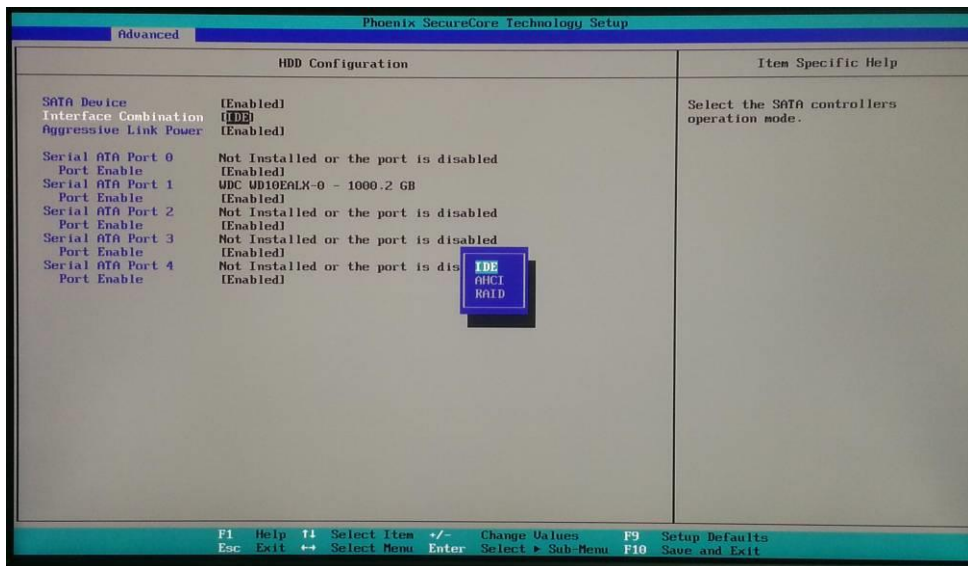 Phoenix SecureCore Technology Setup
Advanced
HDD Configuration
Item Specific Help
SATA Device [Enabled]
Interface Combination [IDE]
Aggressive Link Power [Enabled]
Select the SATA controllers
operation mode.
Serial ATA Port 0 Not Installed or the port is disabled
Port Enable [Enabled]
Serial ATA Port 1 WDC WD10EALX-0 - 1000.2 GB
Port Enable [Enabled]
Serial ATA Port 2 Not Installed or the port is disabled
Port Enable [Enabled]
Serial ATA Port 3 Not Installed or the port is disabled
Port Enable [Enabled]
Serial ATA Port 4 Not Installed or the port is dis
Port Enable [Enabled]
IDE
AHCI
RAID
F1 Help ↑↓ Select Item +/- Change Values F9 Setup Defaults
Esc Exit ↔ Select Menu Enter Select ► Sub-Menu F10 Save and Exit